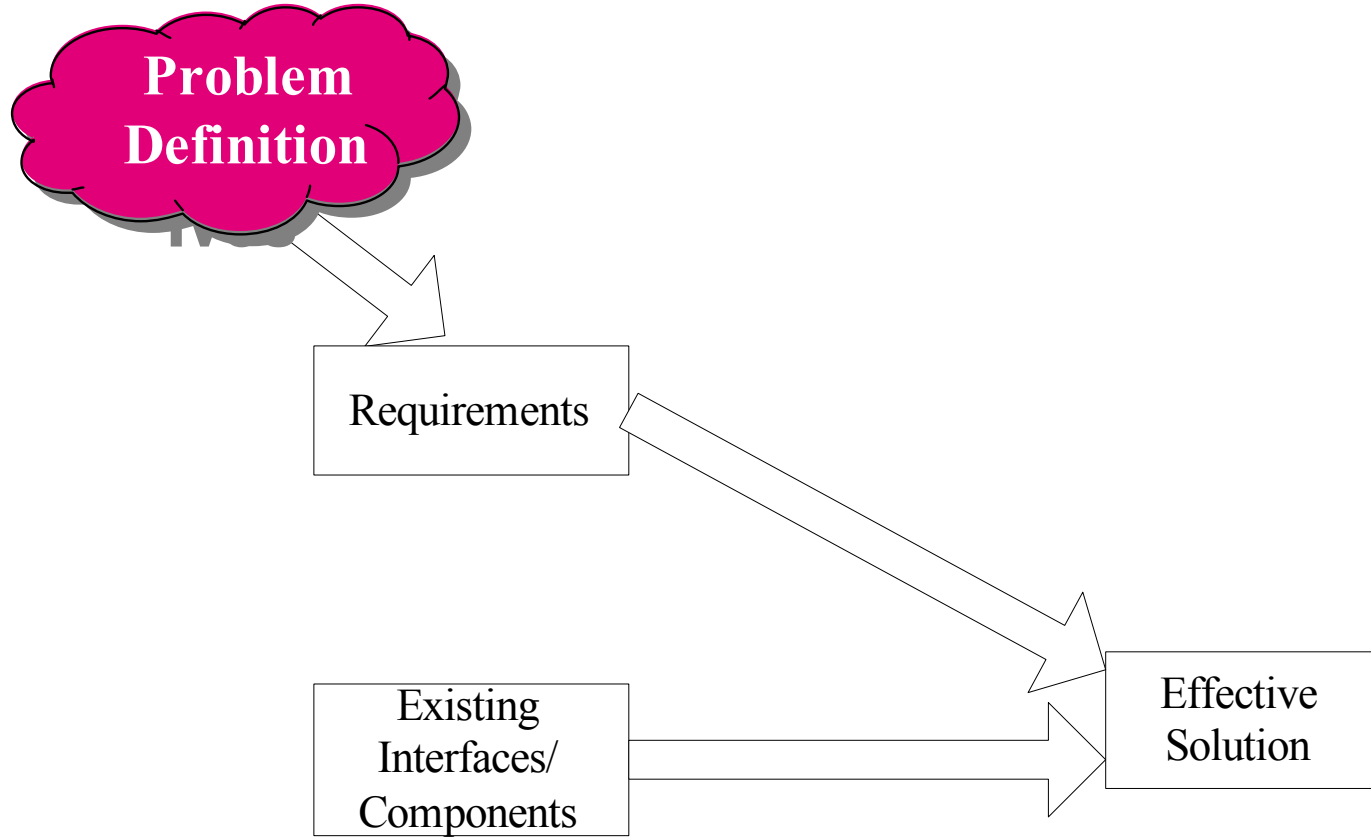 Problem
Definition
Requirements
Existing
Interfaces/
Components
Effective
Solution